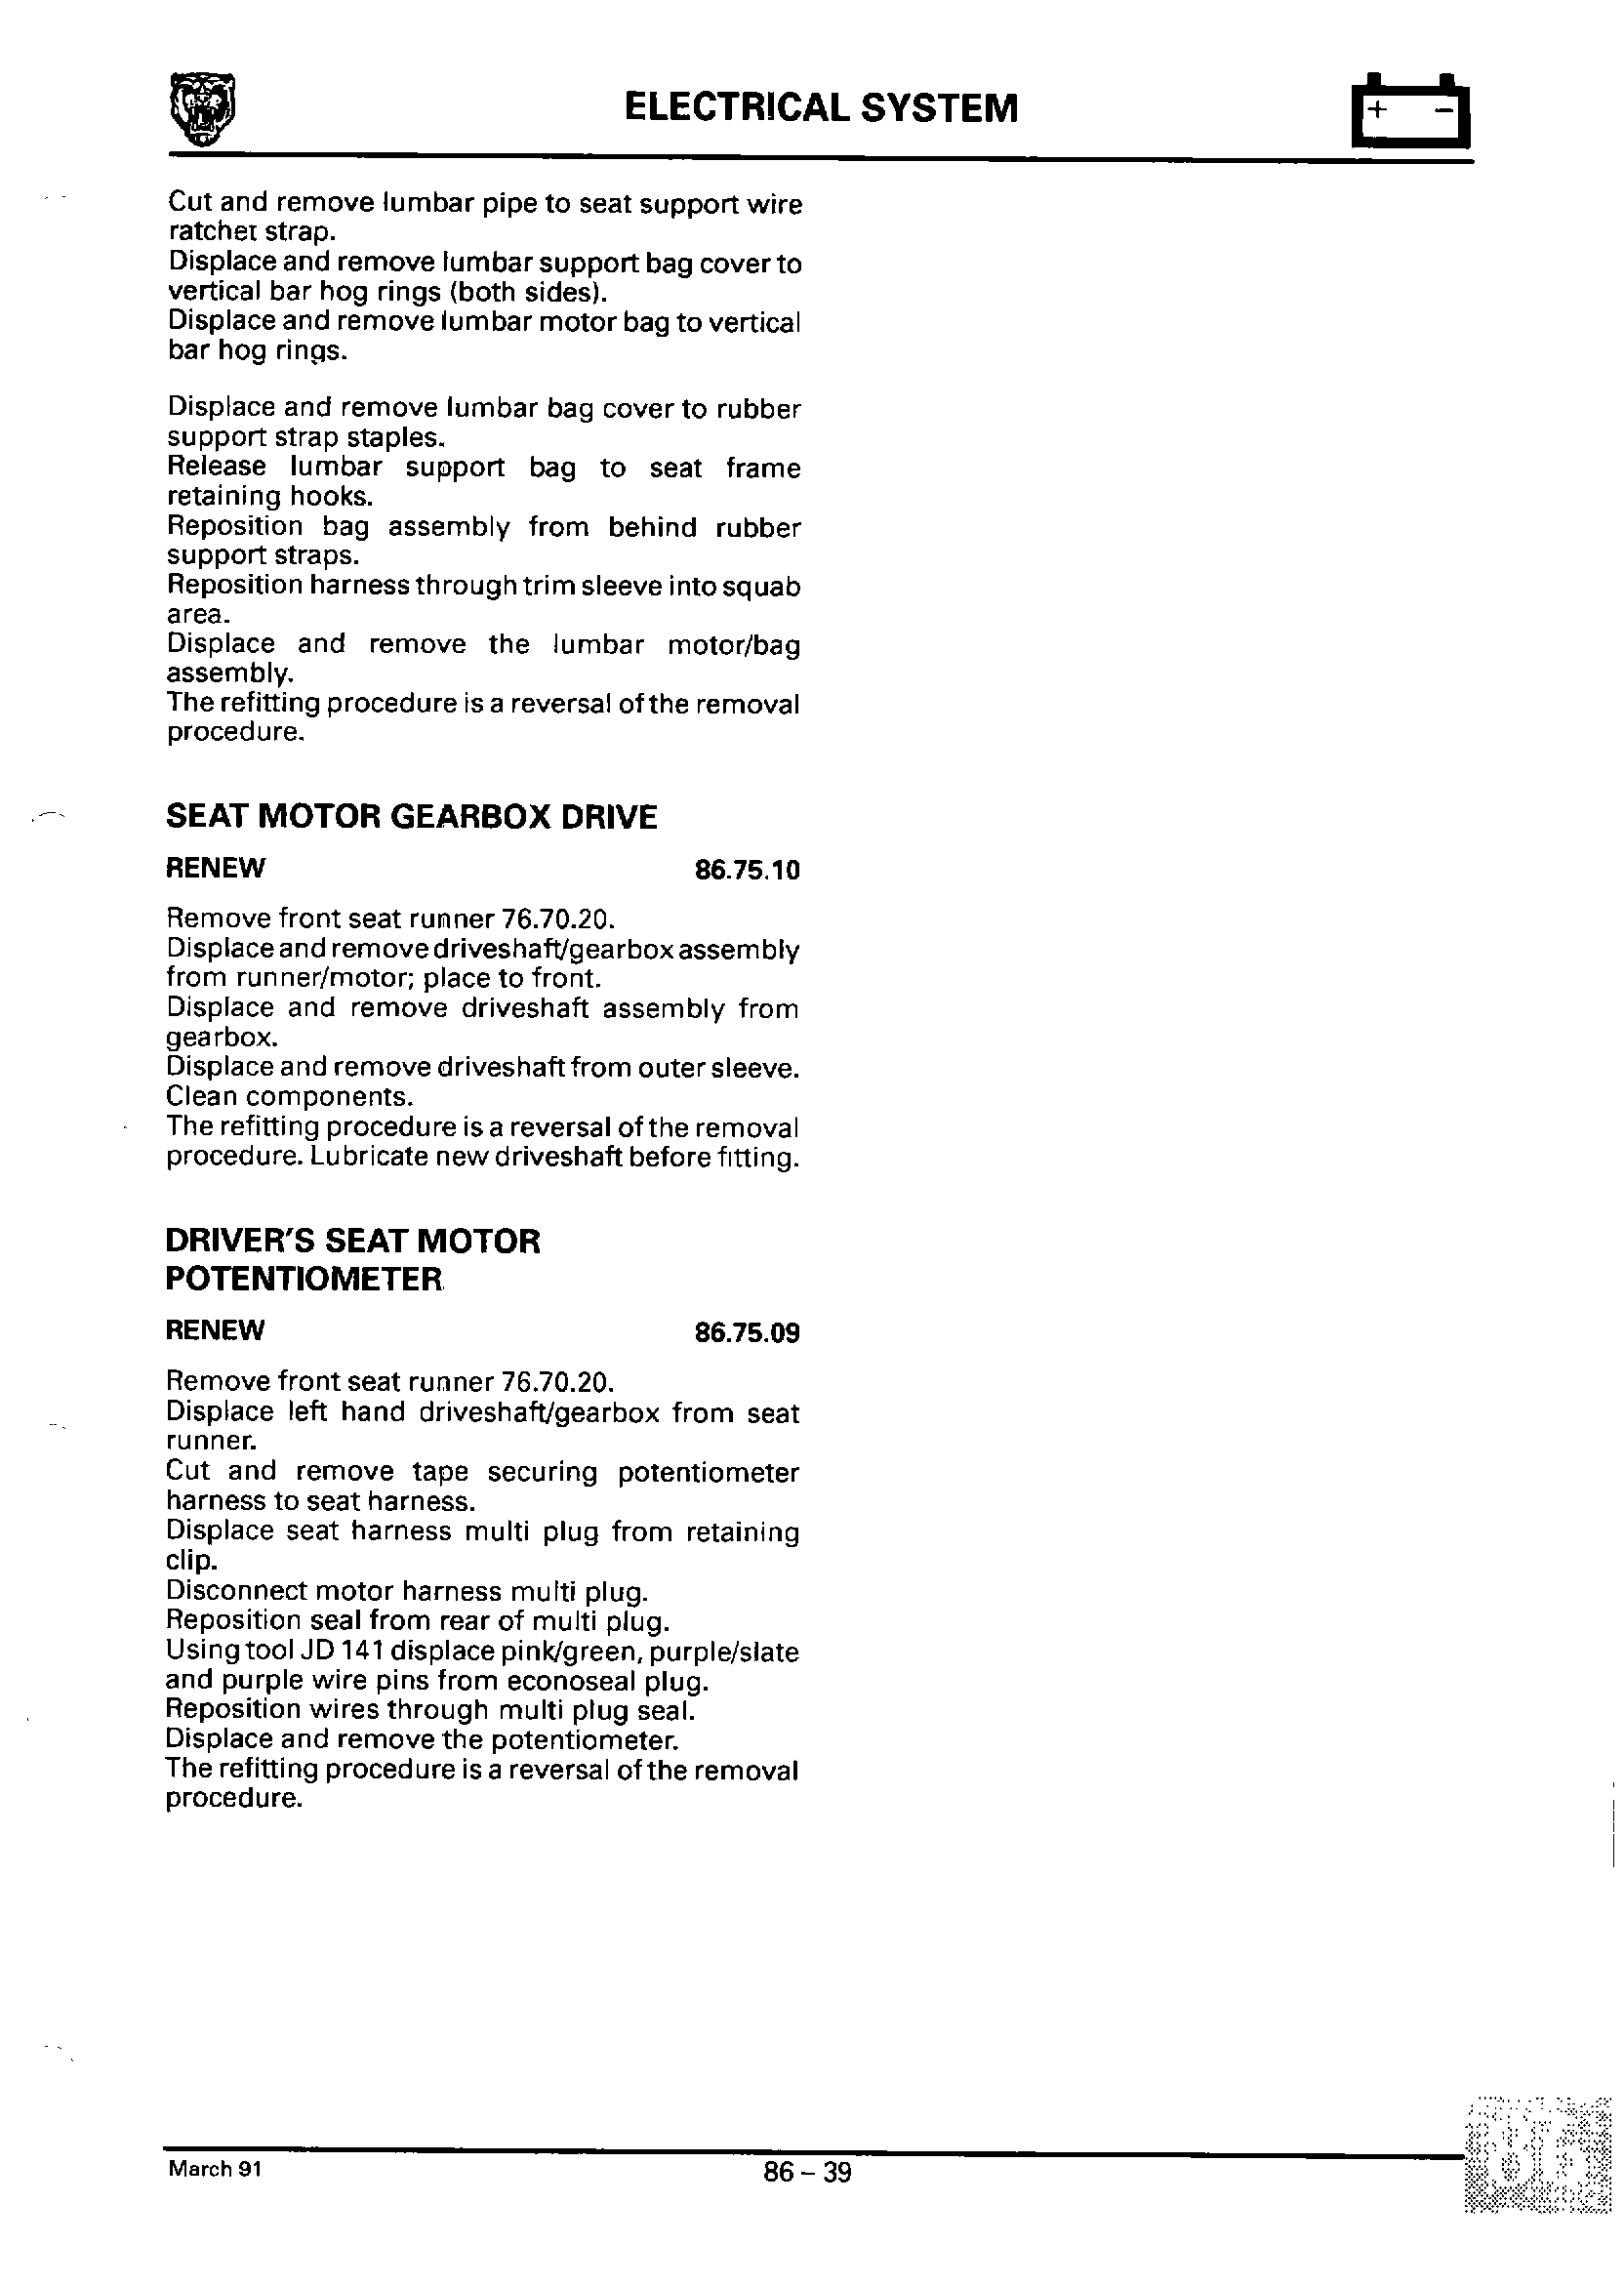 ELECTRICAL SYSTEM
+ −
Cut and remove lumbar pipe to seat support wire
ratchet strap.
Displace and remove lumbar support bag cover to
vertical bar hog rings (both sides).
Displace and remove lumbar motor bag to vertical
bar hog rings.
Displace and remove lumbar bag cover to rubber
support strap staples.
Release lumbar support bag to seat frame
retaining hooks.
Reposition bag assembly from behind rubber
support straps.
Reposition harness through trim sleeve into squab
area.
Displace and remove the lumbar motor/bag
assembly.
The refitting procedure is a reversal of the removal
procedure.
SEAT MOTOR GEARBOX DRIVE
RENEW 86.75.10
Remove front seat runner 76.70.20.
Displace and remove driveshaft/gearbox assembly
from runner/motor; place to front.
Displace and remove driveshaft assembly from
gearbox.
Displace and remove driveshaft from outer sleeve.
Clean components.
The refitting procedure is a reversal of the removal
procedure. Lubricate new driveshaft before fitting.
DRIVER'S SEAT MOTOR
POTENTIOMETER
RENEW 86.75.09
Remove front seat runner 76.70.20.
Displace left hand driveshaft/gearbox from seat
runner.
Cut and remove tape securing potentiometer
harness to seat harness.
Displace seat harness multi plug from retaining
clip.
Disconnect motor harness multi plug.
Reposition seal from rear of multi plug.
Using tool JD 141 displace pink/green, purple/slate
and purple wire pins from econoseal plug.
Reposition wires through multi plug seal.
Displace and remove the potentiometer.
The refitting procedure is a reversal of the removal
procedure.
March 91
86 – 39
86